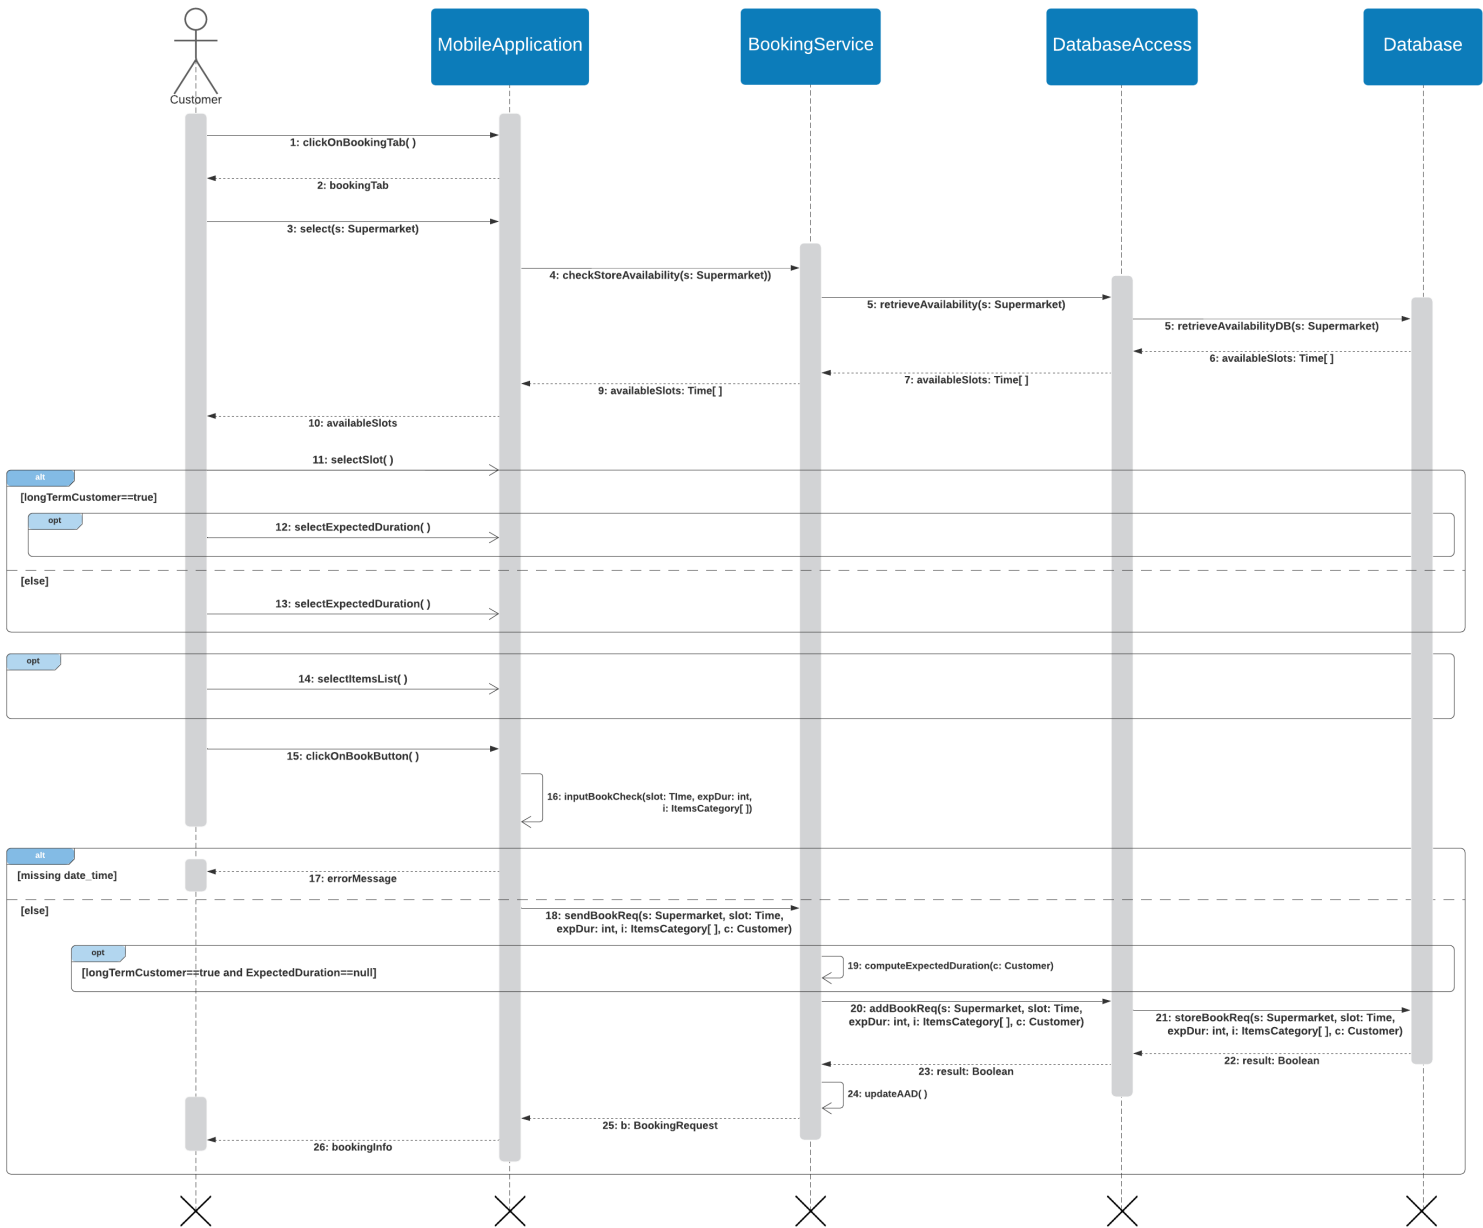 MobileApplication
BookingService
DatabaseAccess
Database
Customer
1: clickOnBookingTab( )
2: bookingTab
3: select(s: Supermarket)
4: checkStoreAvailability(s: Supermarket))
5: retrieveAvailability(s: Supermarket)
5: retrieveAvailabilityDB(s: Supermarket)
6: availableSlots: Time[ ]
7: availableSlots: Time[ ]
9: availableSlots: Time[ ]
10: availableSlots
11: selectSlot( )
alt
[longTermCustomer==true]
opt
12: selectExpectedDuration( )
[else]
13: selectExpectedDuration( )
opt
14: selectItemsList( )
15: clickOnBookButton( )
16: inputBookCheck(slot: TIme, expDur: int,
i: ItemsCategory[ ])
alt
[missing date_time]
17: errorMessage
[else]
18: sendBookReq(s: Supermarket, slot: Time,
expDur: int, i: ItemsCategory[ ], c: Customer)
opt
[longTermCustomer==true and ExpectedDuration==null]
19: computeExpectedDuration(c: Customer)
20: addBookReq(s: Supermarket, slot: Time,
expDur: int, i: ItemsCategory[ ], c: Customer)
21: storeBookReq(s: Supermarket, slot: Time,
expDur: int, i: ItemsCategory[ ], c: Customer)
22: result: Boolean
23: result: Boolean
24: updateAAD( )
25: b: BookingRequest
26: bookingInfo